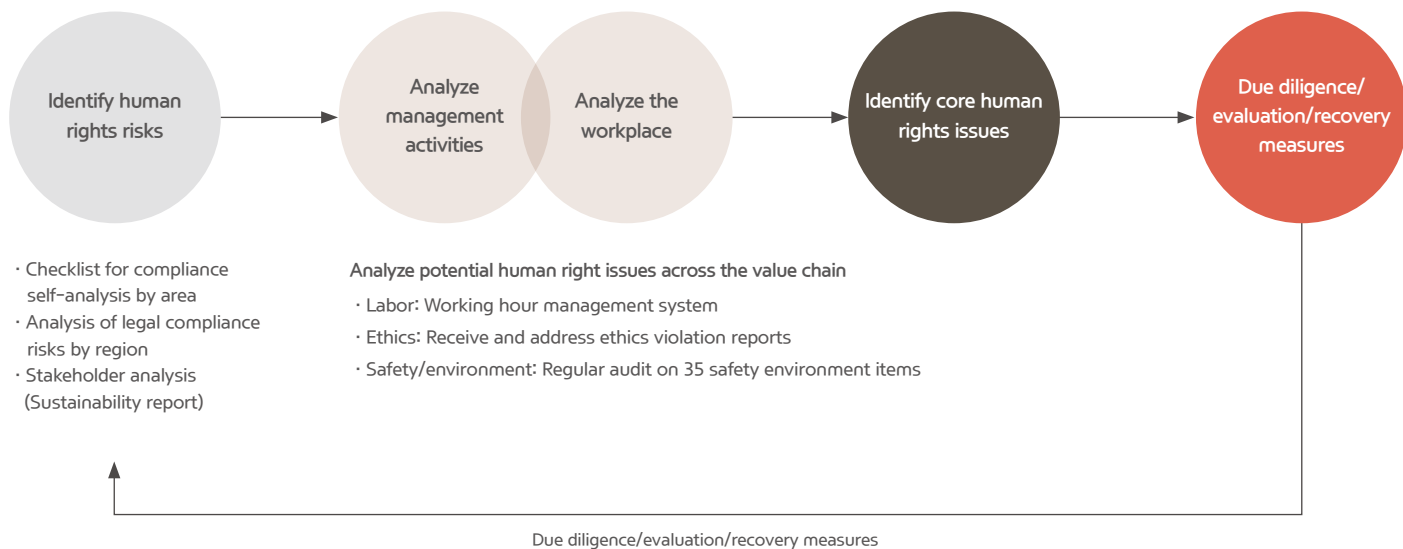 Identify human
rights risks
Analyze
management
activities
Analyze the
workplace
Identify core human
rights issues
Due diligence/
evaluation/recovery
measures
· Checklist for compliance
self-analysis by area
· Analysis of legal compliance
risks by region
· Stakeholder analysis
(Sustainability report)
Analyze potential human right issues across the value chain
· Labor: Working hour management system
· Ethics: Receive and address ethics violation reports
· Safety/environment: Regular audit on 35 safety environment items
Due diligence/evaluation/recovery measures